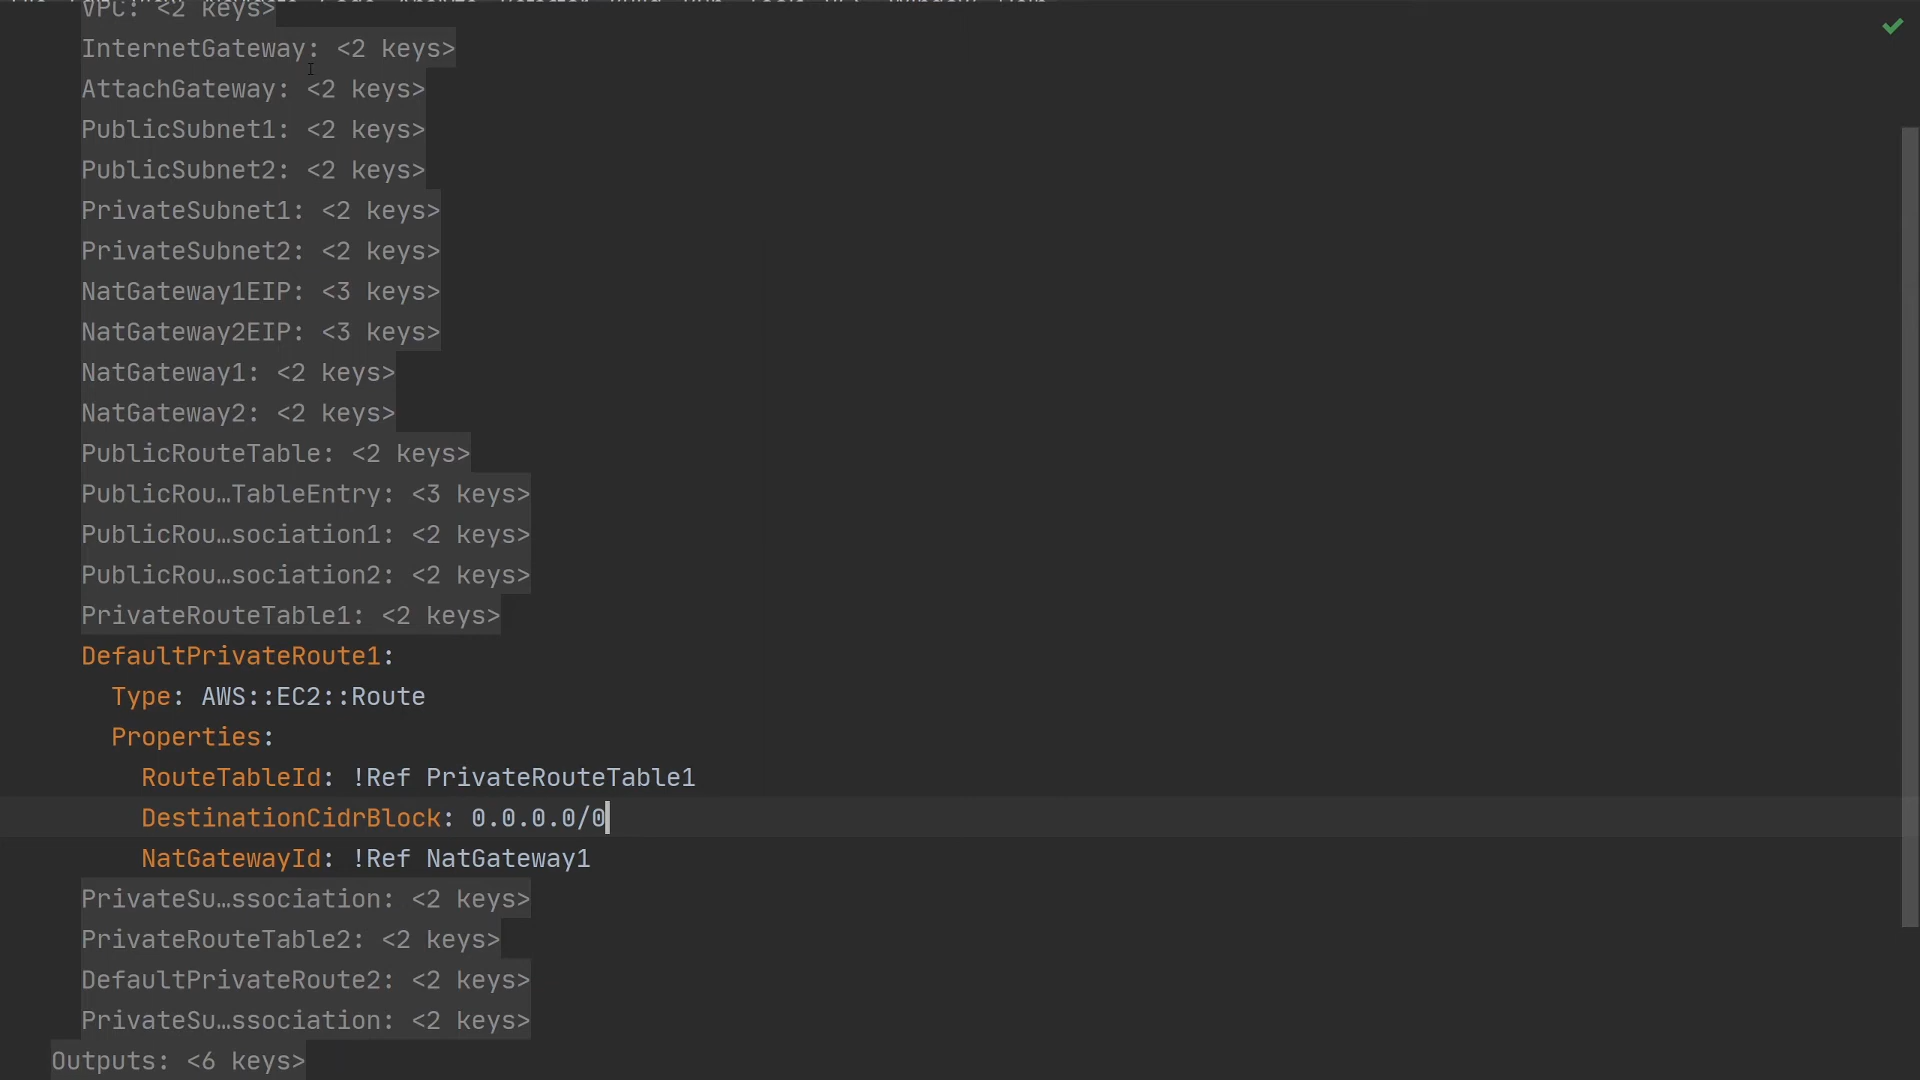 VPC: <2 keys>
InternetGateway: <2 keys>
AttachGateway: <2 keys>
PublicSubnet1: <2 keys>
PublicSubnet2: <2 keys>
PrivateSubnet1: <2 keys>
PrivateSubnet2: <2 keys>
NatGateway1EIP: <3 keys>
NatGateway2EIP: <3 keys>
NatGateway1: <2 keys>
NatGateway2: <2 keys>
PublicRouteTable: <2 keys>
PublicRou…TableEntry: <3 keys>
PublicRou…sociation1: <2 keys>
PublicRou…sociation2: <2 keys>
PrivateRouteTable1: <2 keys>
DefaultPrivateRoute1:
Type: AWS::EC2::Route
Properties:
RouteTableId: !Ref PrivateRouteTable1
DestinationCidrBlock: 0.0.0.0/0
NatGatewayId: !Ref NatGateway1
PrivateSu…ssociation: <2 keys>
PrivateRouteTable2: <2 keys>
DefaultPrivateRoute2: <2 keys>
PrivateSu…ssociation: <2 keys>
Outputs: <6 keys>